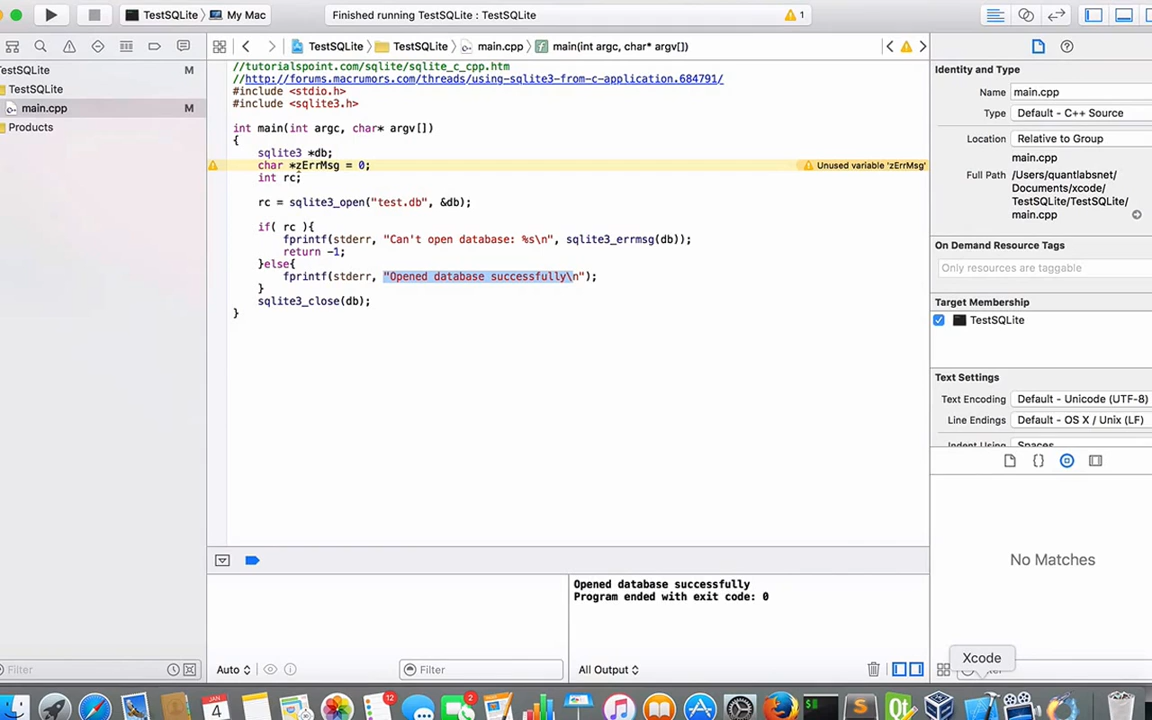 TestSQLite
My Mac
Finished running TestSQLite : TestSQLite
1
TestSQLite
TestSQLite
main.cpp
main(int argc, char* argv[])
TestSQLite
M
TestSQLite
main.cpp
M
Products
//tutorialspoint.com/sqlite/sqlite_c_cpp.htm
//http://forums.macrumors.com/threads/using-sqlite3-from-c-application.684791/
#include <stdio.h>
#include <sqlite3.h>
int main(int argc, char* argv[])
{
sqlite3 *db;
char *zErrMsg = 0;
Unused variable 'zErrMsg'
int rc;
rc = sqlite3_open("test.db", &db);
if( rc ){
fprintf(stderr, "Can't open database: %s\n", sqlite3_errmsg(db));
return -1;
}else{
fprintf(stderr, "Opened database successfully\n");
}
sqlite3_close(db);
}
Identity and Type
Name main.cpp
Type Default - C++ Source
Location Relative to Group
main.cpp
Full Path /Users/quantlabsnet/
Documents/xcode/
TestSQLite/TestSQLite/
main.cpp
On Demand Resource Tags
Only resources are taggable
Target Membership
TestSQLite
Text Settings
Text Encoding Default - Unicode (UTF-8)
Line Endings Default - OS X / Unix (LF)
Indent Using Spaces
No Matches
Opened database successfully
Program ended with exit code: 0
Filter
Auto
Filter
All Output
Xcode
JAN
4
12
2